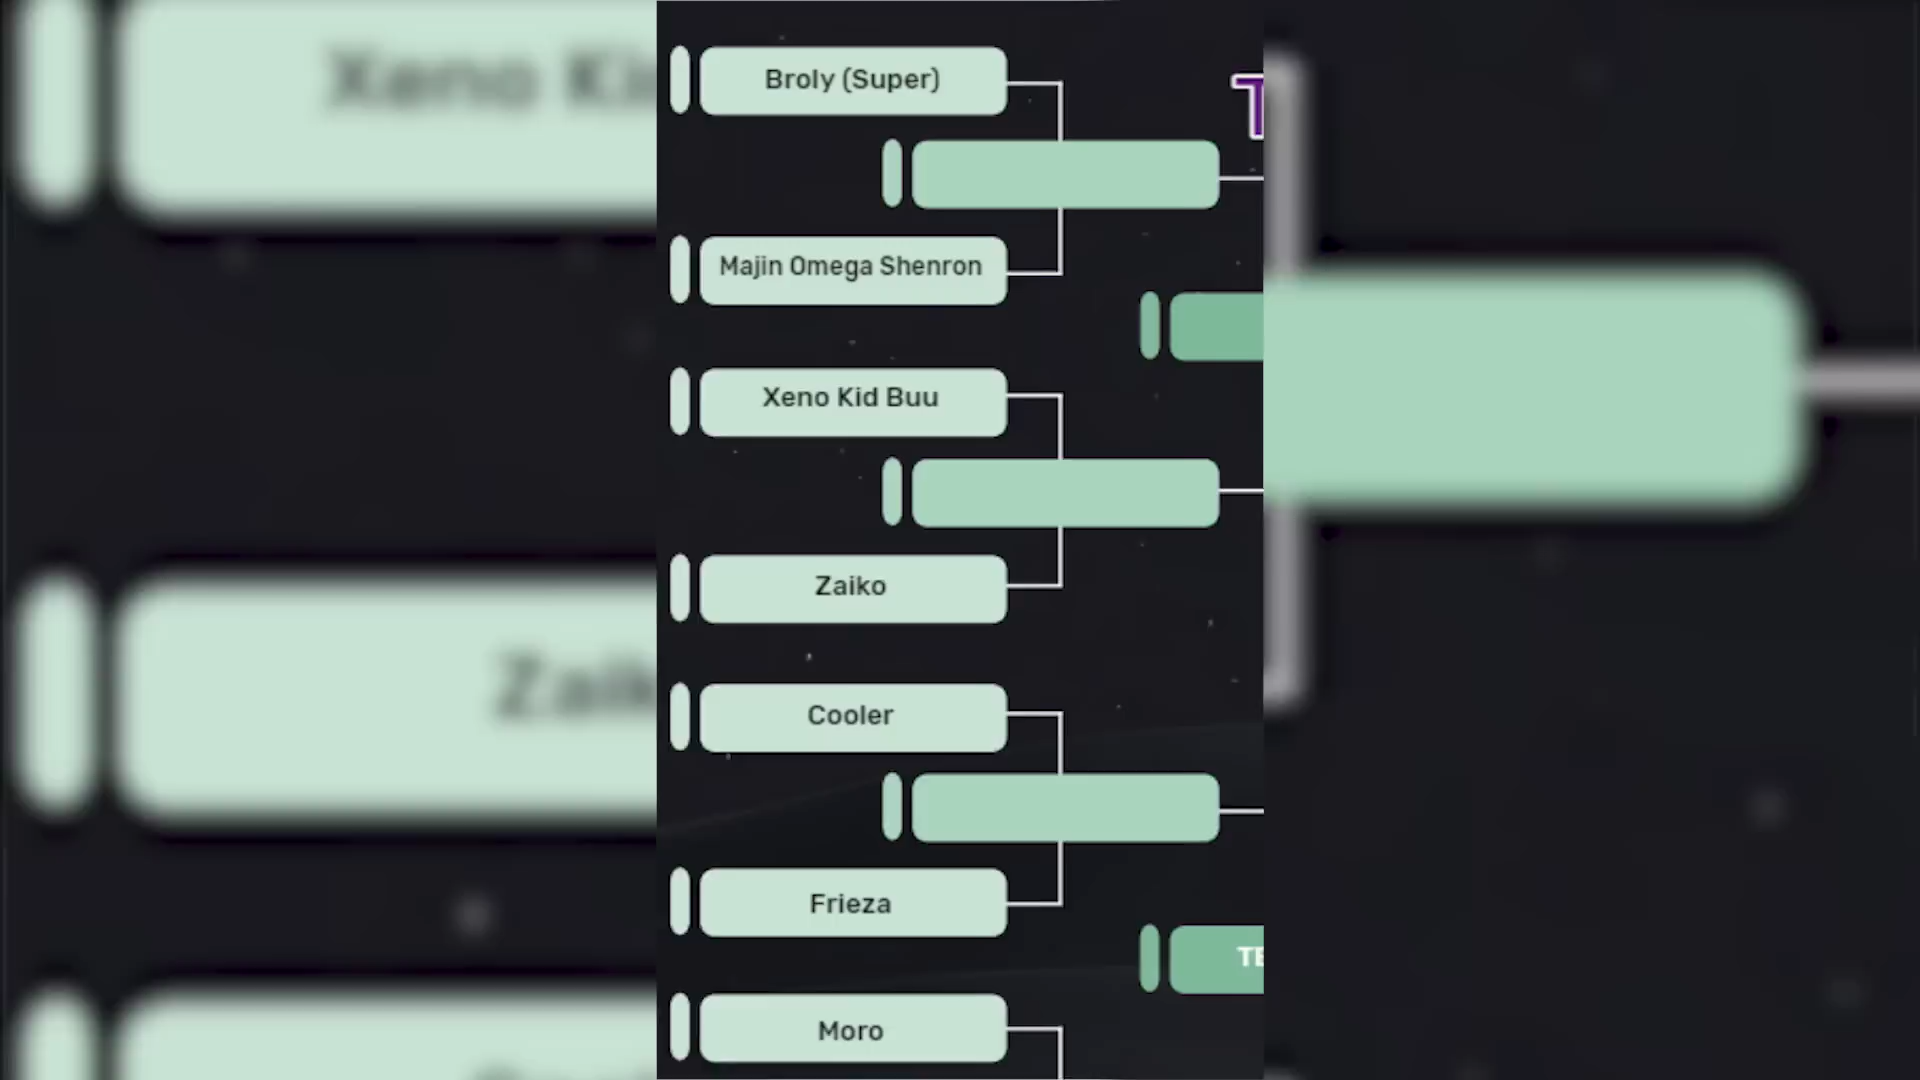 Broly (Super)
Majin Omega Shenron
Xeno Kid Buu
Zaiko
Cooler
Frieza
Moro